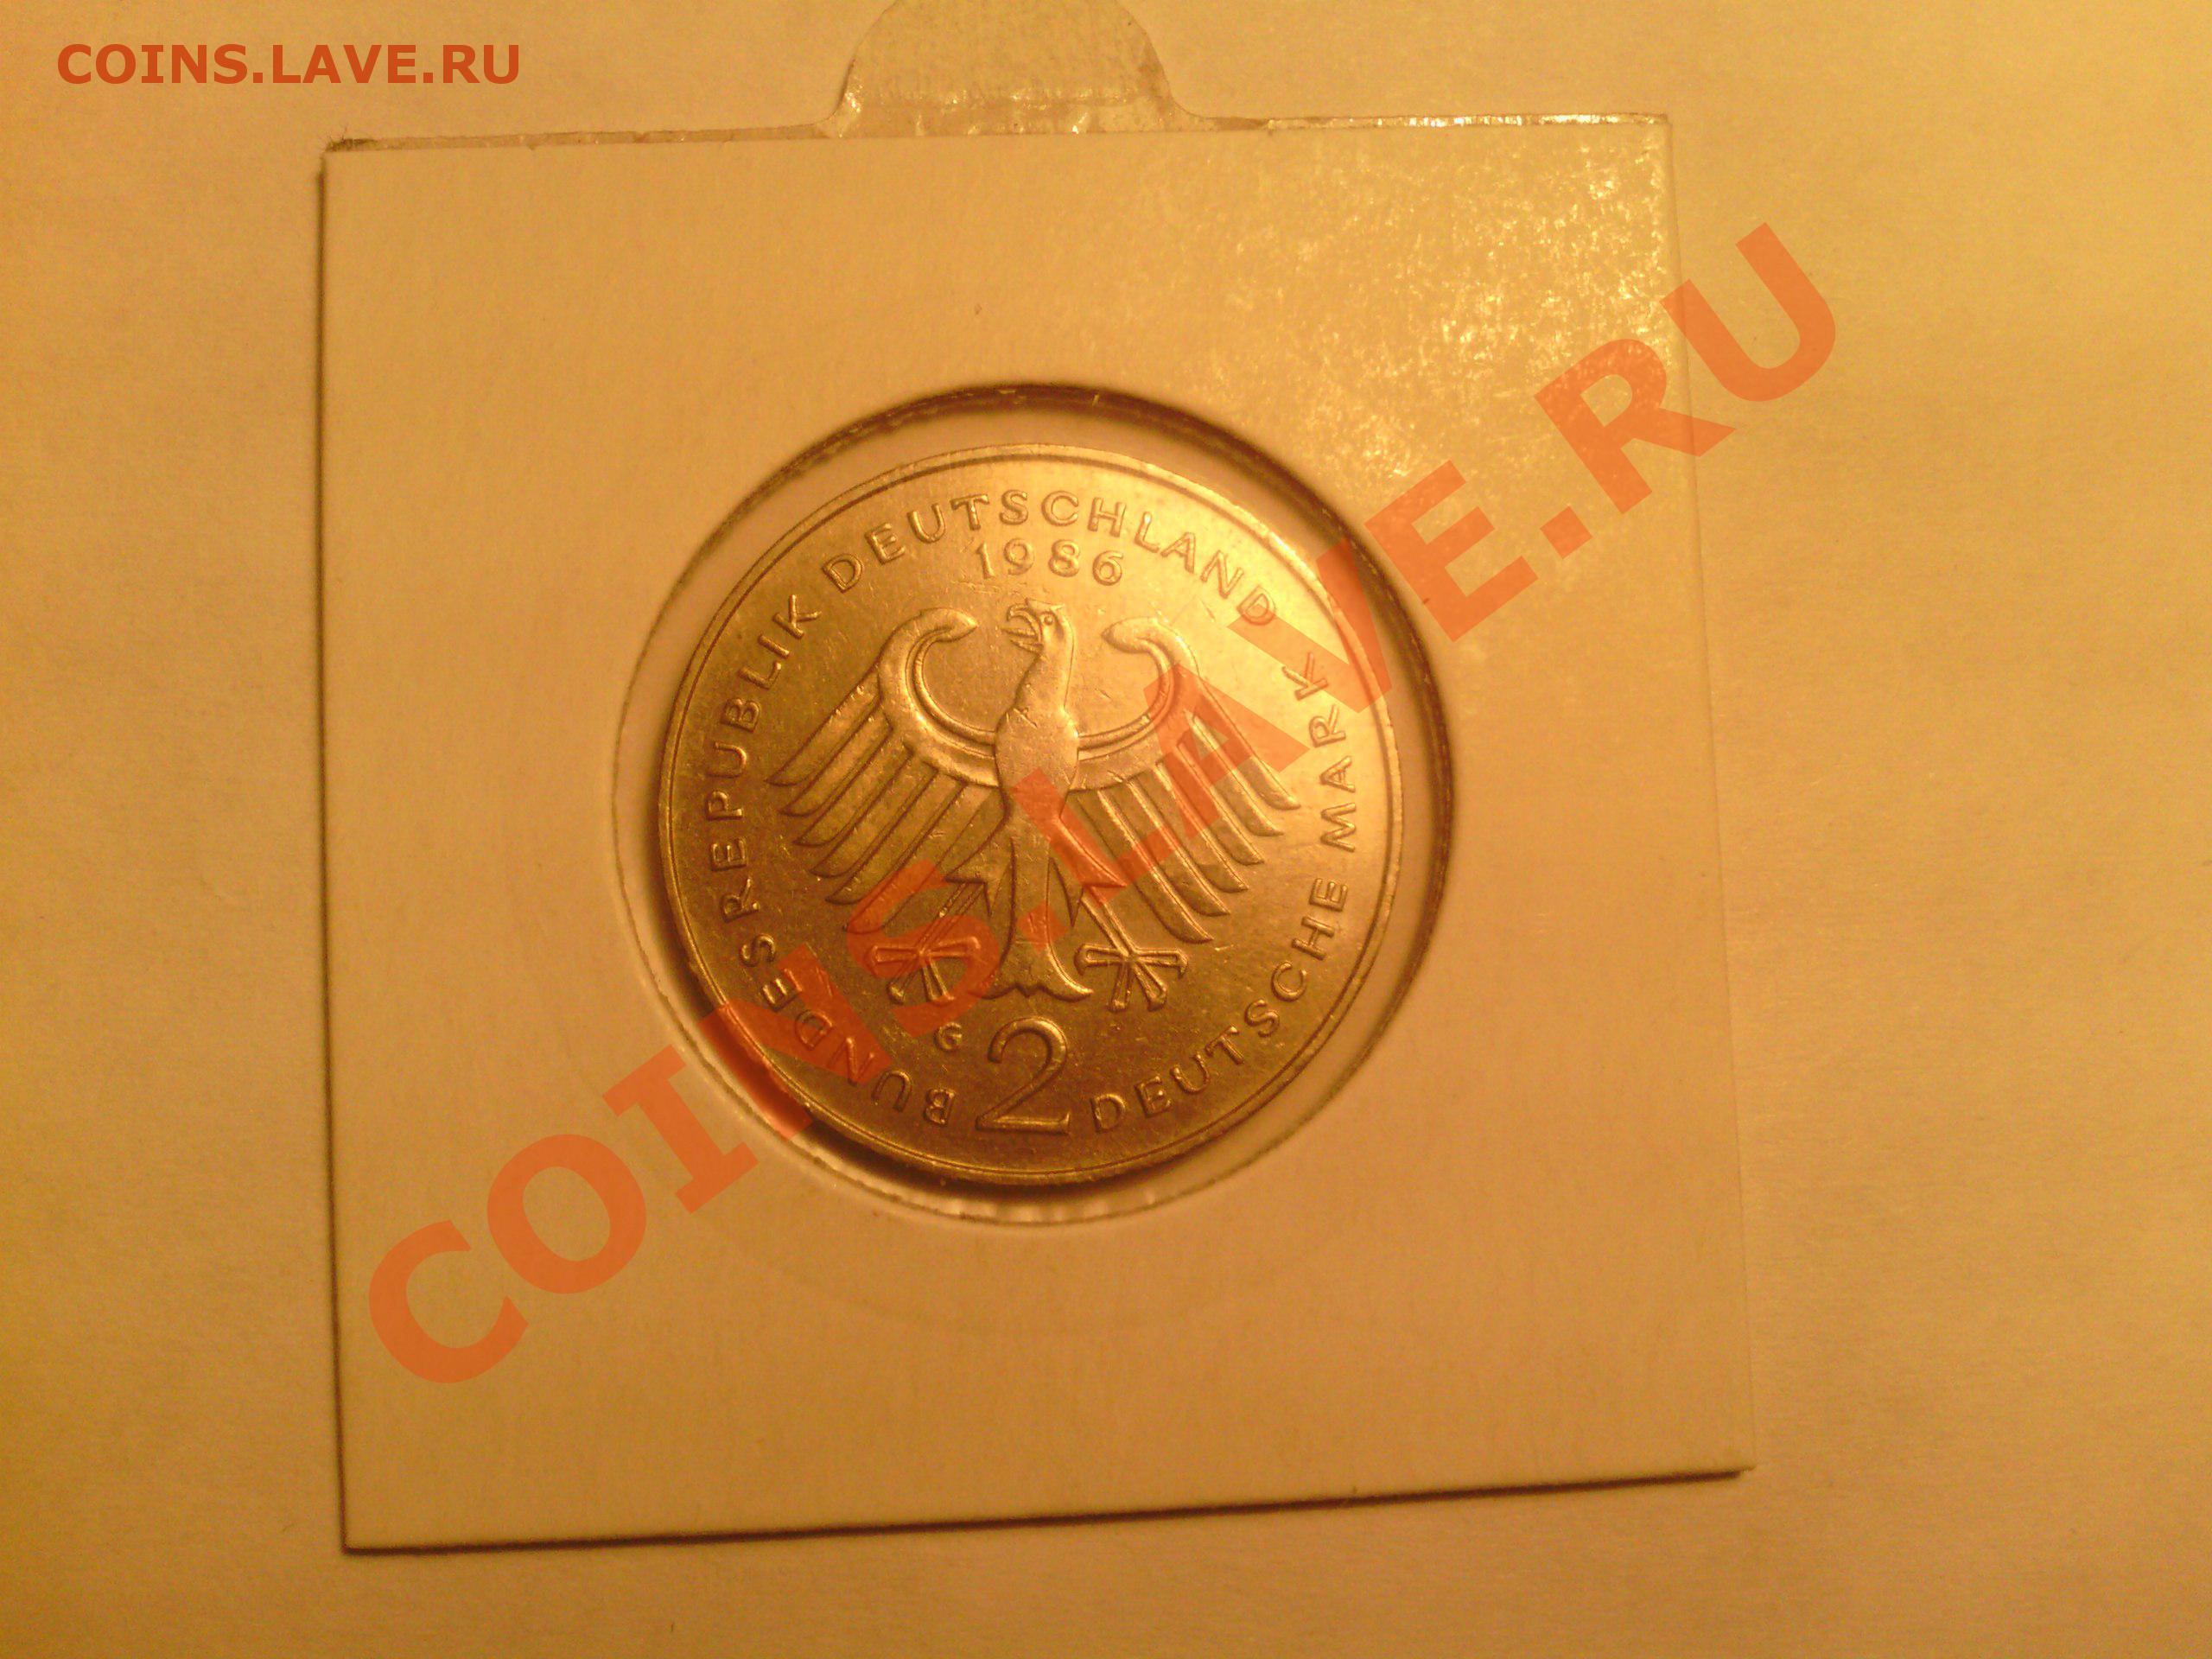 COINS.LAVE.RU
BUNDESREPUBLIK DEUTSCHLAND
1986
G
2
DEUTSCHE MARK
COINS.LAVE.RU